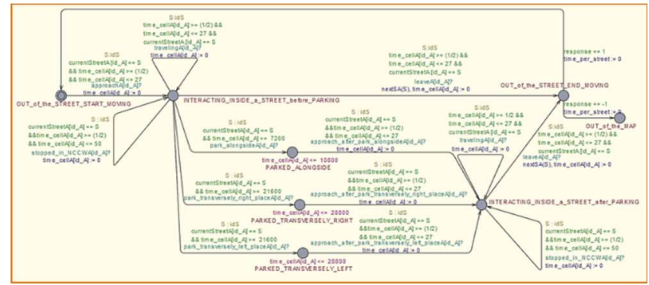 S: idS
time_cellA[id_A] >= (1/2) &&
time_cellA[id_A] <= 27 &&
currentStreetA[id_A] == S
travelingA[id_A]?
time_cellA[id_A] := 0
S: idS
currentStreetA[id_A] == S
&& time_cellA[id_A] >= (1/2)
&& time_cellA[id_A] <= 27
approachA[id_A]?
time_cellA[id_A] := 0
OUT_of_the_STREET_START_MOVING
S: idS
currentStreetA[id_A] == S
&& time_cellA[id_A] >= (1/2)
&& time_cellA[id_A] <= 50
stopped_in_NCCWA[id_A]?
time_cellA[id_A] := 0
INTERACTING_INSIDE_a_STREET_before_PARKING
S: idS
time_cellA[id_A] >= (1/2) &&
time_cellA[id_A] <= 27 &&
currentStreetA[id_A] == S
leaveA[id_A]?
nextSA(S), time_cellA[id_A] := 0
response == 1
time_per_street := 0
OUT_of_the_STREET_END_MOVING
response == -1
time_per_street := 0
OUT_of_the_MAP
S: idS
currentStreetA[id_A] == S
&& time_cellA[id_A] >= 7200
park_alongsideA[id_A]?
time_cellA[id_A] := 0
PARKED_ALONGSIDE
S: idS
currentStreetA[id_A] == S
&& time_cellA[id_A] >= (1/2)
&& time_cellA[id_A] <= 27
approach_after_park_alongsideA[id_A]?
time_cellA[id_A] := 0
S: idS
time_cellA[id_A] >= 1/2 &&
time_cellA[id_A] <= 27 &&
currentStreetA[id_A] == S
travelingA[id_A]?
time_cellA[id_A] := 0
S: idS
time_cellA[id_A] >= (1/2) &&
time_cellA[id_A] <= 27 &&
currentStreetA[id_A] == S
leaveA[id_A]?
nextSA(S), time_cellA[id_A] := 0
S: idS
currentStreetA[id_A] == S
&& time_cellA[id_A] >= 21600
park_transversely_right_placeA[id_A]?
time_cellA[id_A] <= 28800
PARKED_TRANSVERSELY_RIGHT
S: idS
currentStreetA[id_A] == S
&& time_cellA[id_A] >= (1/2)
&& time_cellA[id_A] <= 27
approach_after_park_transversely_right_placeA[id_A]?
time_cellA[id_A] := 0
INTERACTING_INSIDE_a_STREET_after_PARKING
S: idS
currentStreetA[id_A] == S
&& time_cellA[id_A] >= 21600
park_transversely_left_placeA[id_A]?
PARKED_TRANSVERSELY_LEFT
S: idS
currentStreetA[id_A] == S
&& time_cellA[id_A] >= (1/2)
&& time_cellA[id_A] <= 27
approach_after_park_transversely_left_placeA[id_A]?
time_cellA[id_A] := 0
S: idS
currentStreetA[id_A] == S
&& time_cellA[id_A] >= (1/2)
&& time_cellA[id_A] <= 50
stopped_in_NCCWA[id_A]?
time_cellA[id_A] := 0